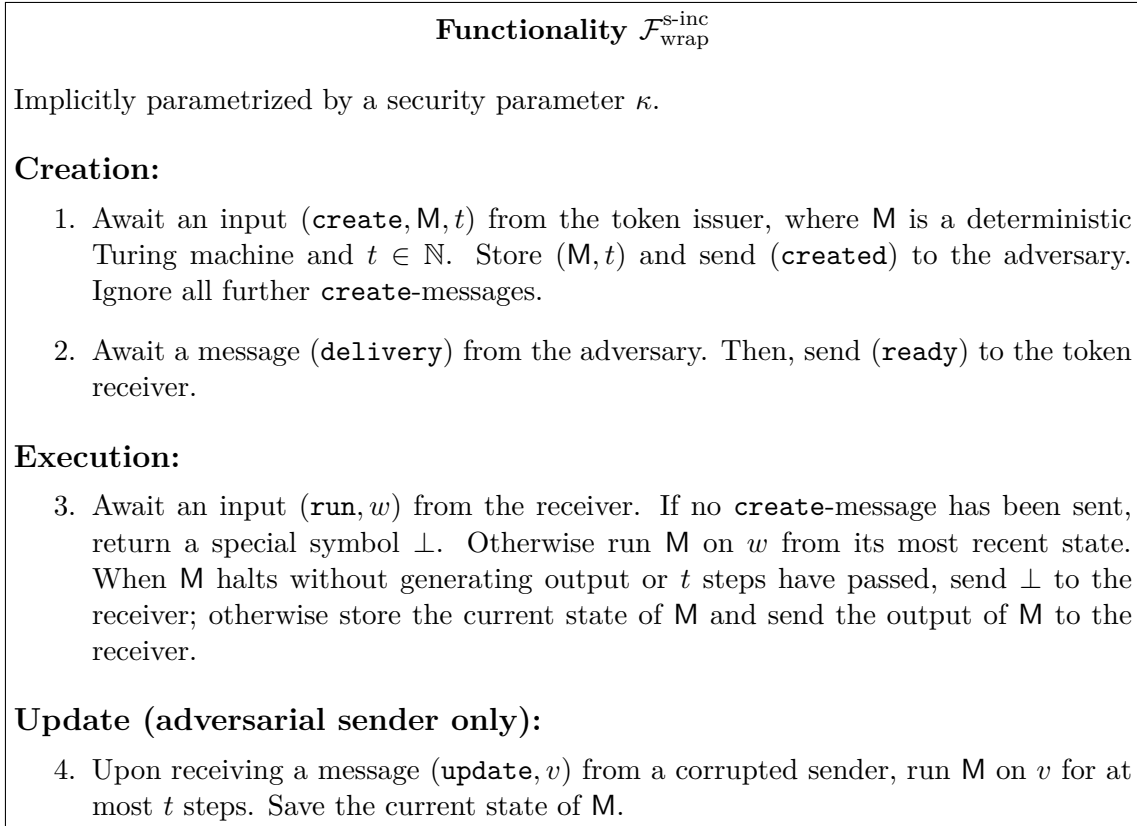 Functionality $\mathcal{F}_{\text{wrap}}^{\text{s-inc}}$
Implicitly parametrized by a security parameter κ.
Creation:
1. Await an input (create, M, t) from the token issuer, where M is a deterministic
Turing machine and t ∈ ℕ. Store (M, t) and send (created) to the adversary.
Ignore all further create-messages.
2. Await a message (delivery) from the adversary. Then, send (ready) to the token
receiver.
Execution:
3. Await an input (run, w) from the receiver. If no create-message has been sent,
return a special symbol ⊥. Otherwise run M on w from its most recent state.
When M halts without generating output or t steps have passed, send ⊥ to the
receiver; otherwise store the current state of M and send the output of M to the
receiver.
Update (adversarial sender only):
4. Upon receiving a message (update, v) from a corrupted sender, run M on v for at
most t steps. Save the current state of M.